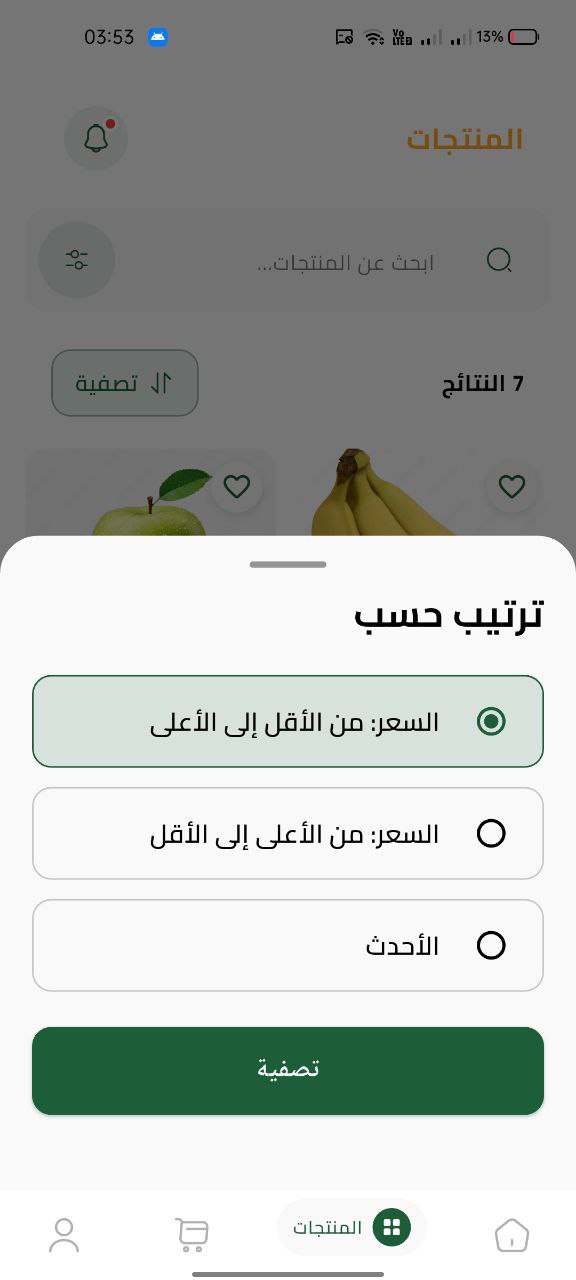 03:53
VoLTE2 13%
المنتجات
ابحث عن المنتجات...
7 النتائج
تصفية
ترتيب حسب
السعر: من الأقل إلى الأعلى
السعر: من الأعلى إلى الأقل
الأحدث
تصفية
المنتجات